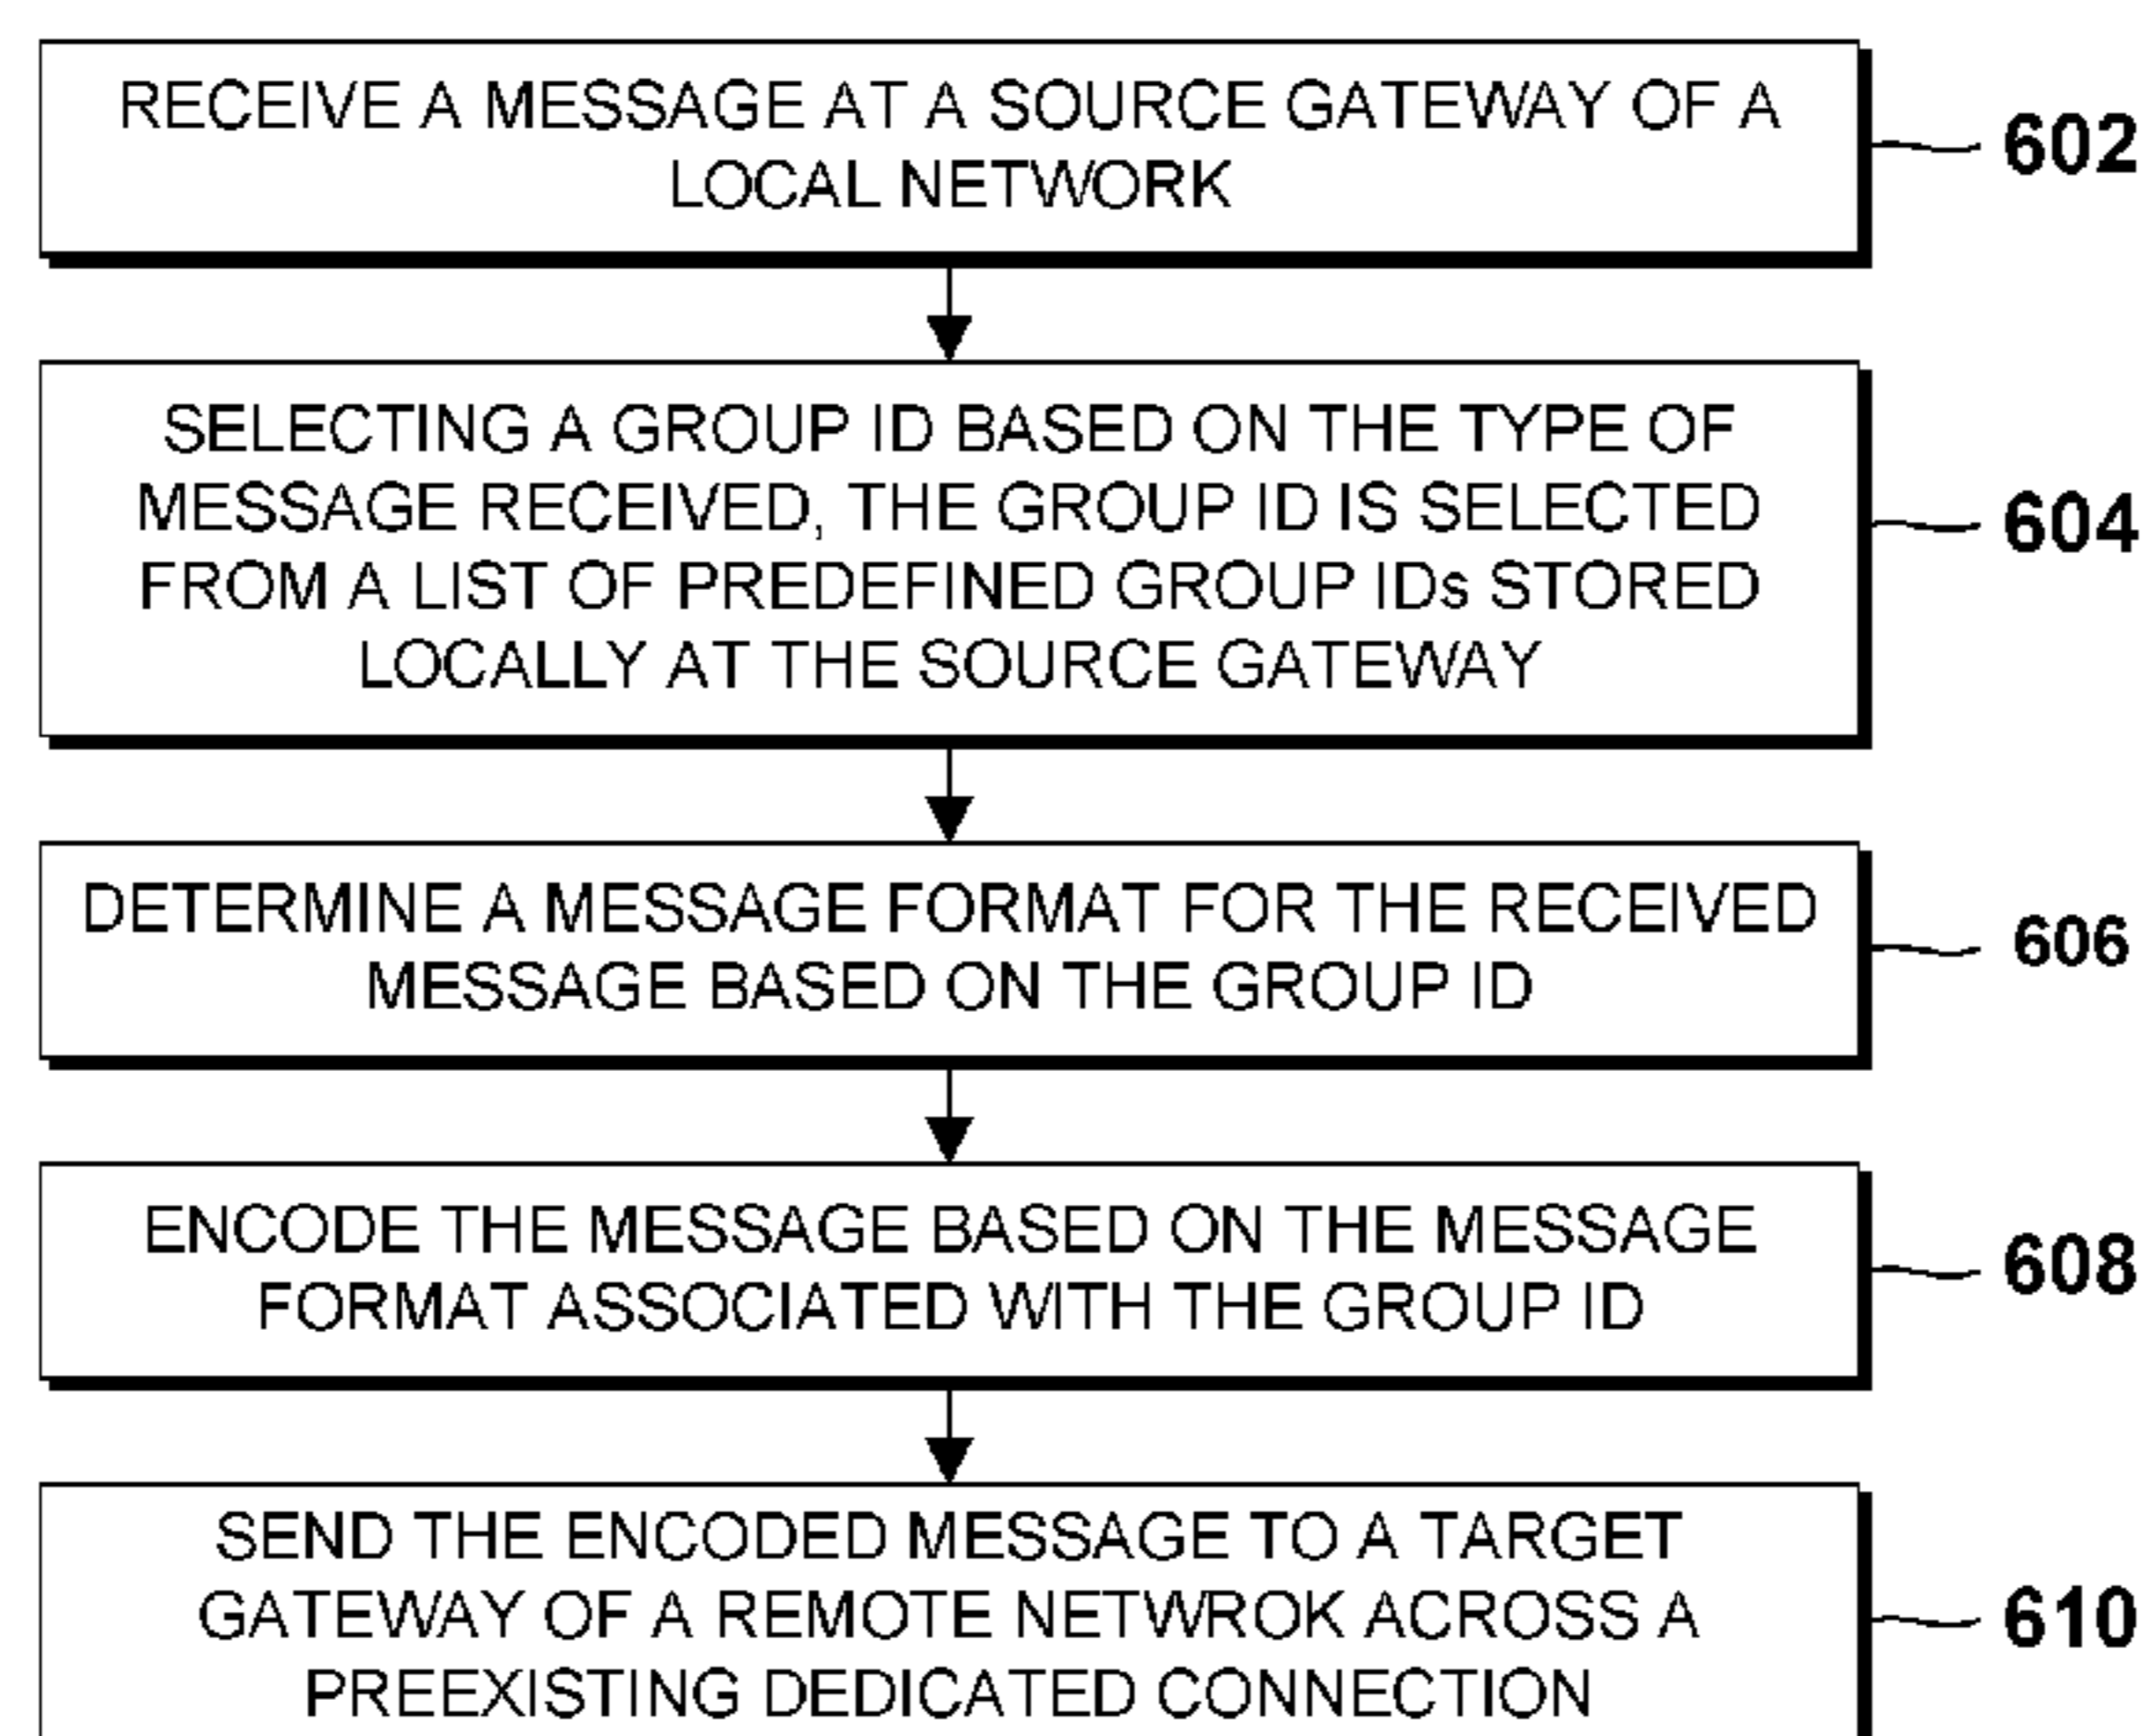 RECEIVE A MESSAGE AT A SOURCE GATEWAY OF A
LOCAL NETWORK
602
SELECTING A GROUP ID BASED ON THE TYPE OF
MESSAGE RECEIVED, THE GROUP ID IS SELECTED
FROM A LIST OF PREDEFINED GROUP IDs STORED
LOCALLY AT THE SOURCE GATEWAY
604
DETERMINE A MESSAGE FORMAT FOR THE RECEIVED
MESSAGE BASED ON THE GROUP ID
606
ENCODE THE MESSAGE BASED ON THE MESSAGE
FORMAT ASSOCIATED WITH THE GROUP ID
608
SEND THE ENCODED MESSAGE TO A TARGET
GATEWAY OF A REMOTE NETWROK ACROSS A
PREEXISTING DEDICATED CONNECTION
610